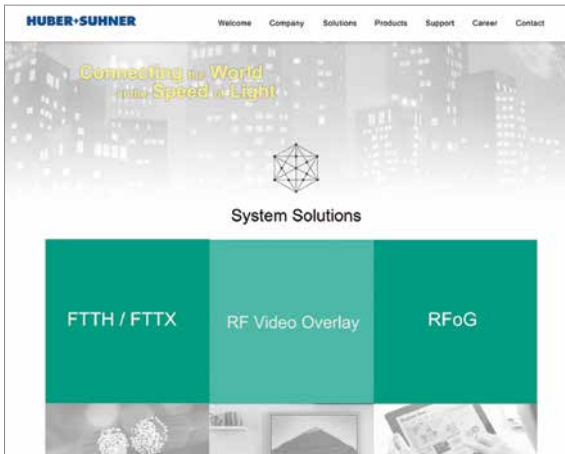 HUBER+SUHNER
Welcome Company Solutions Products Support Career Contact
Connecting the World
at the Speed of Light
System Solutions
FTTH / FTTX
RF Video Overlay
RFoG